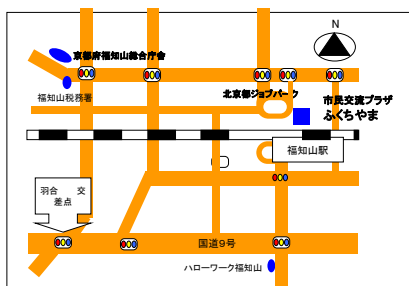 N
京都府福知山総合庁舎
福知山税務署
北京都ジョブパーク
市民交流プラザ
ふくちやま
福知山駅
羽合 交
差点
国道9号
ハローワーク福知山